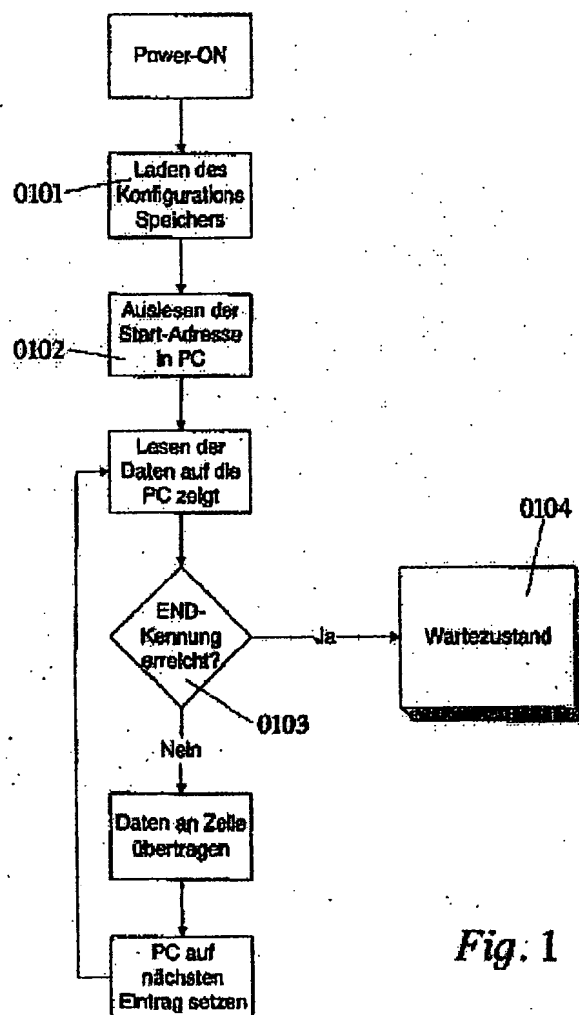 Power-ON
0101
Laden des
Konfigurations
Speichers
0102
Auslesen der
Start-Adresse
in PC
Lesen der
Daten auf die
PC zeigt
0104
Wartezustand
END-
Kennung
erreicht?
Ja
0103
Nein
Daten an Zelle
übertragen
PC auf
nächsten
Eintrag setzen
Fig. 1